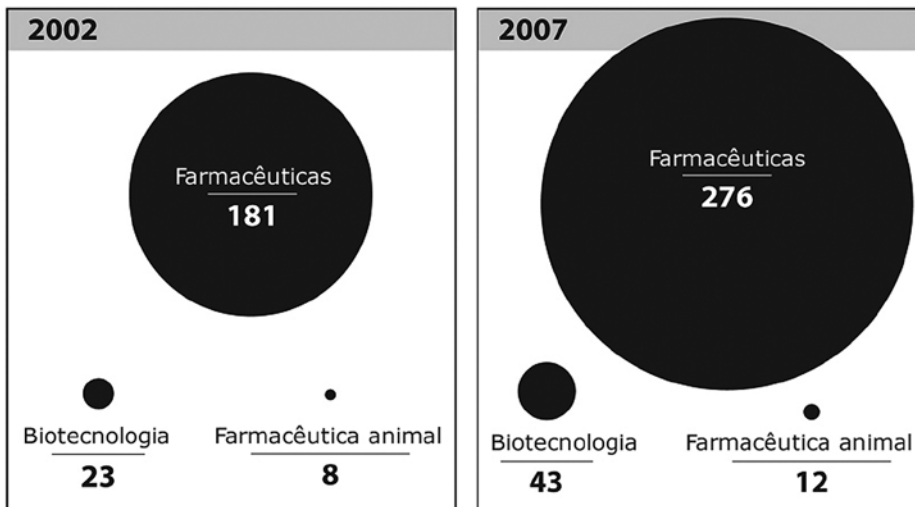 2002
Farmacêuticas
181
Biotecnologia
23
Farmacêutica animal
8
2007
Farmacêuticas
276
Biotecnologia
43
Farmacêutica animal
12